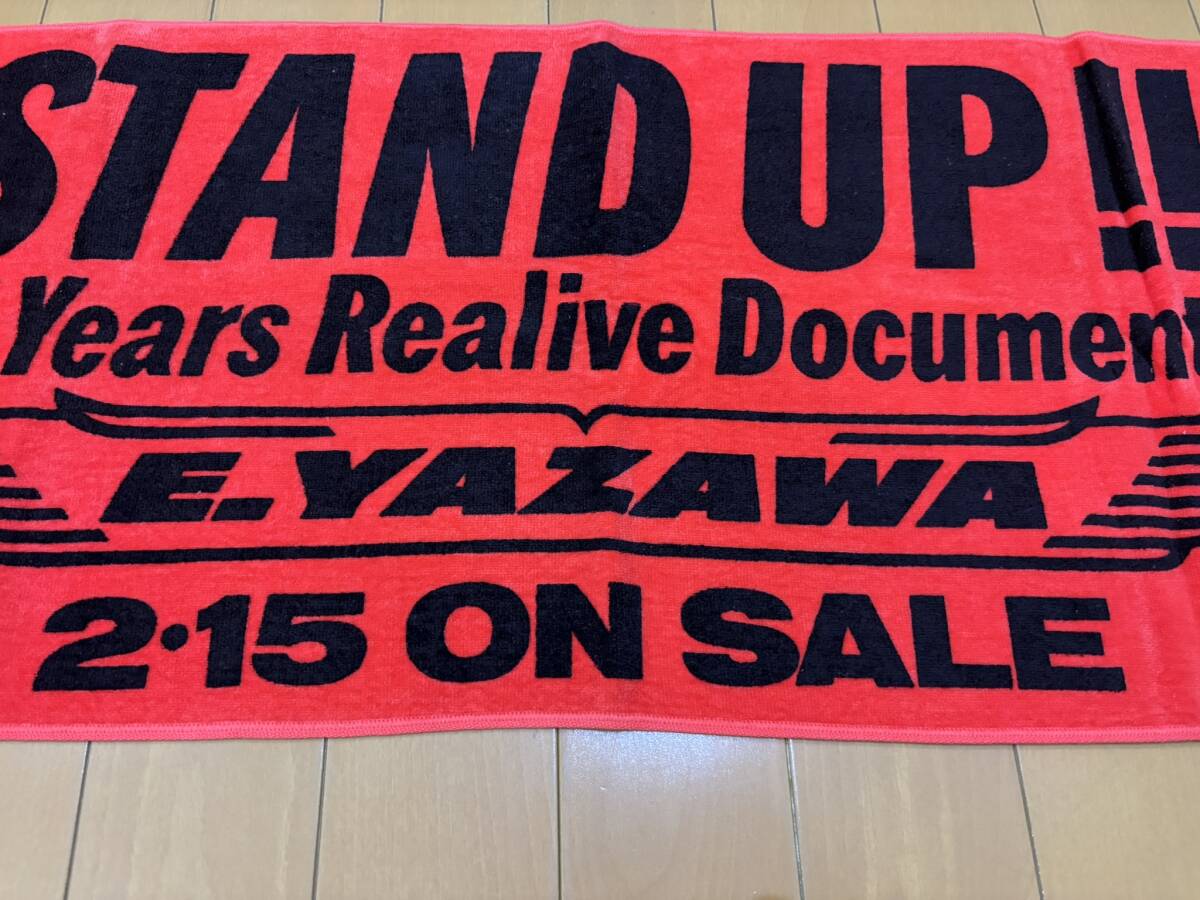 STAND UP!!
Years Realive Document
E.YAZAWA
2·15 ON SALE